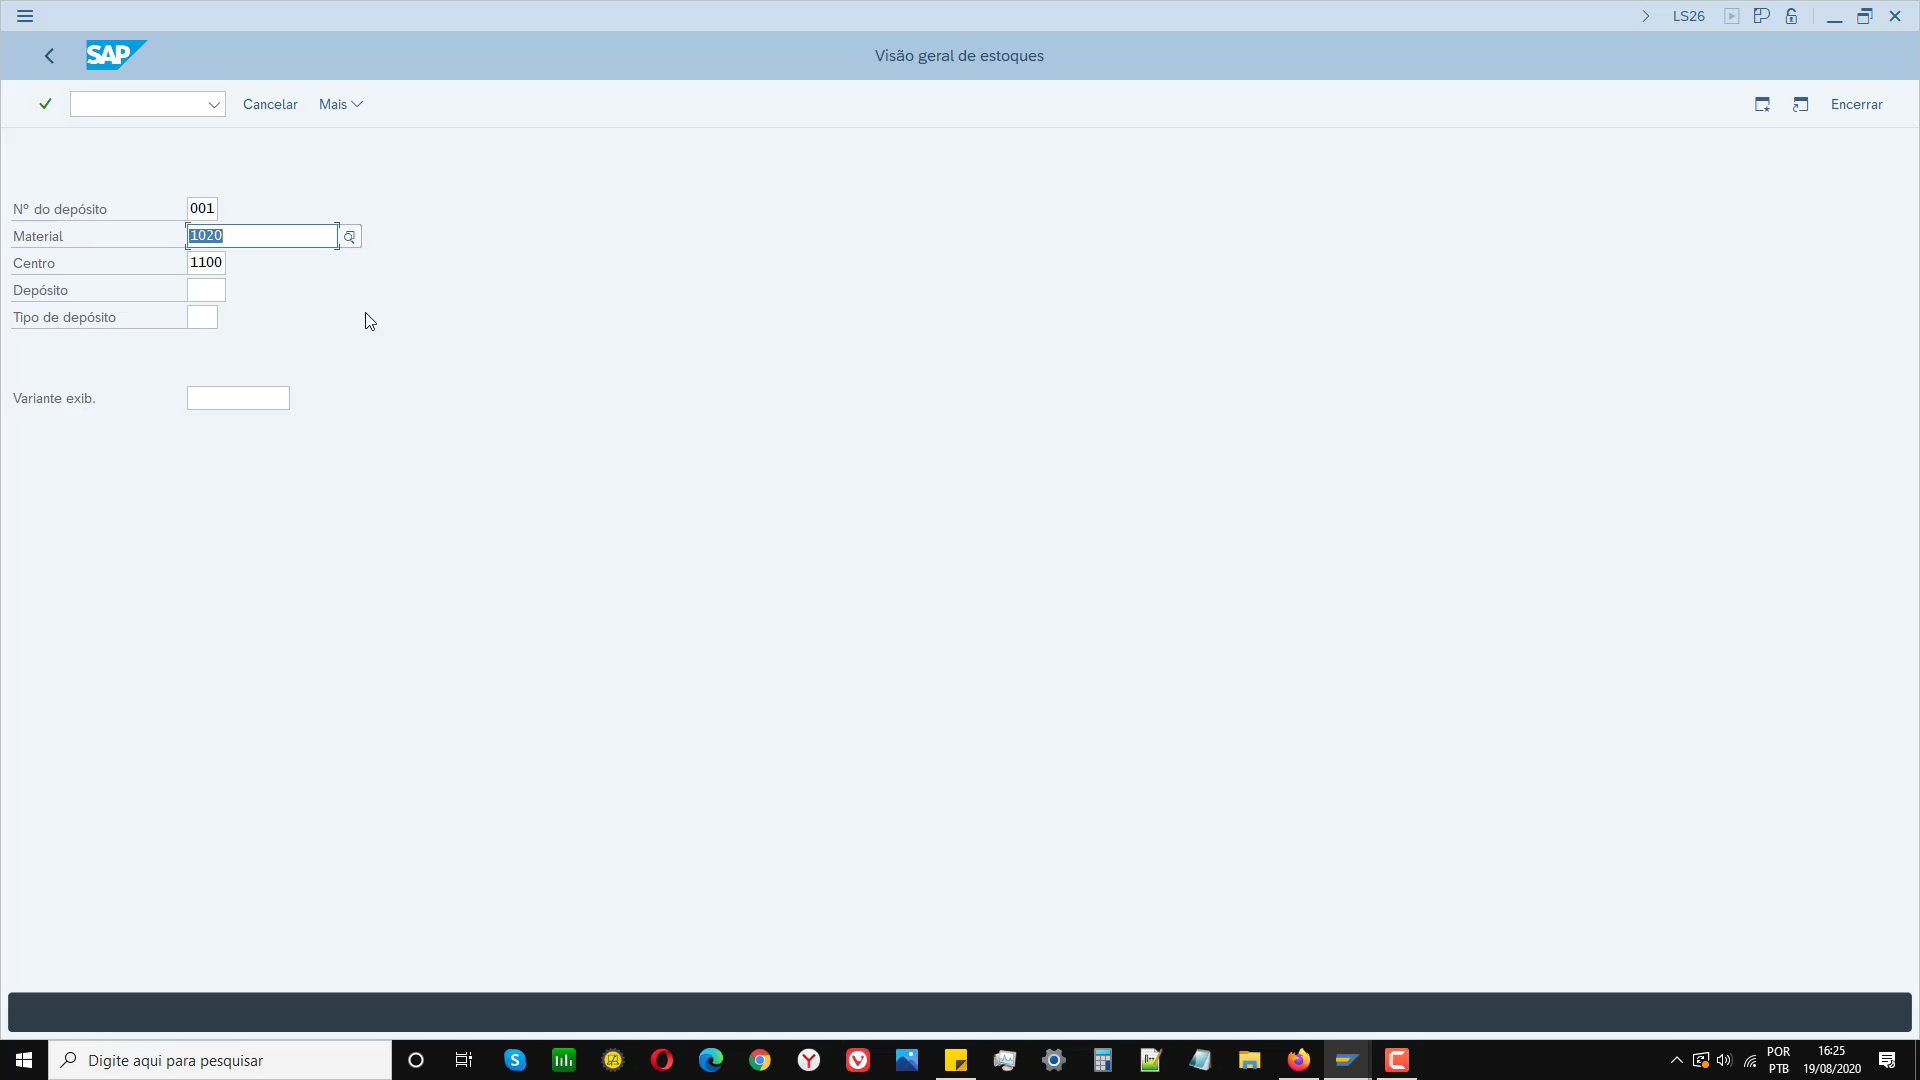 LS26
SAP
Visão geral de estoques
Cancelar Mais Encerrar
Nº do depósito 001
Material 1020
Centro 1100
Depósito
Tipo de depósito
Variante exib.
Digite aqui para pesquisar
POR 16:25
PTB 19/08/2020